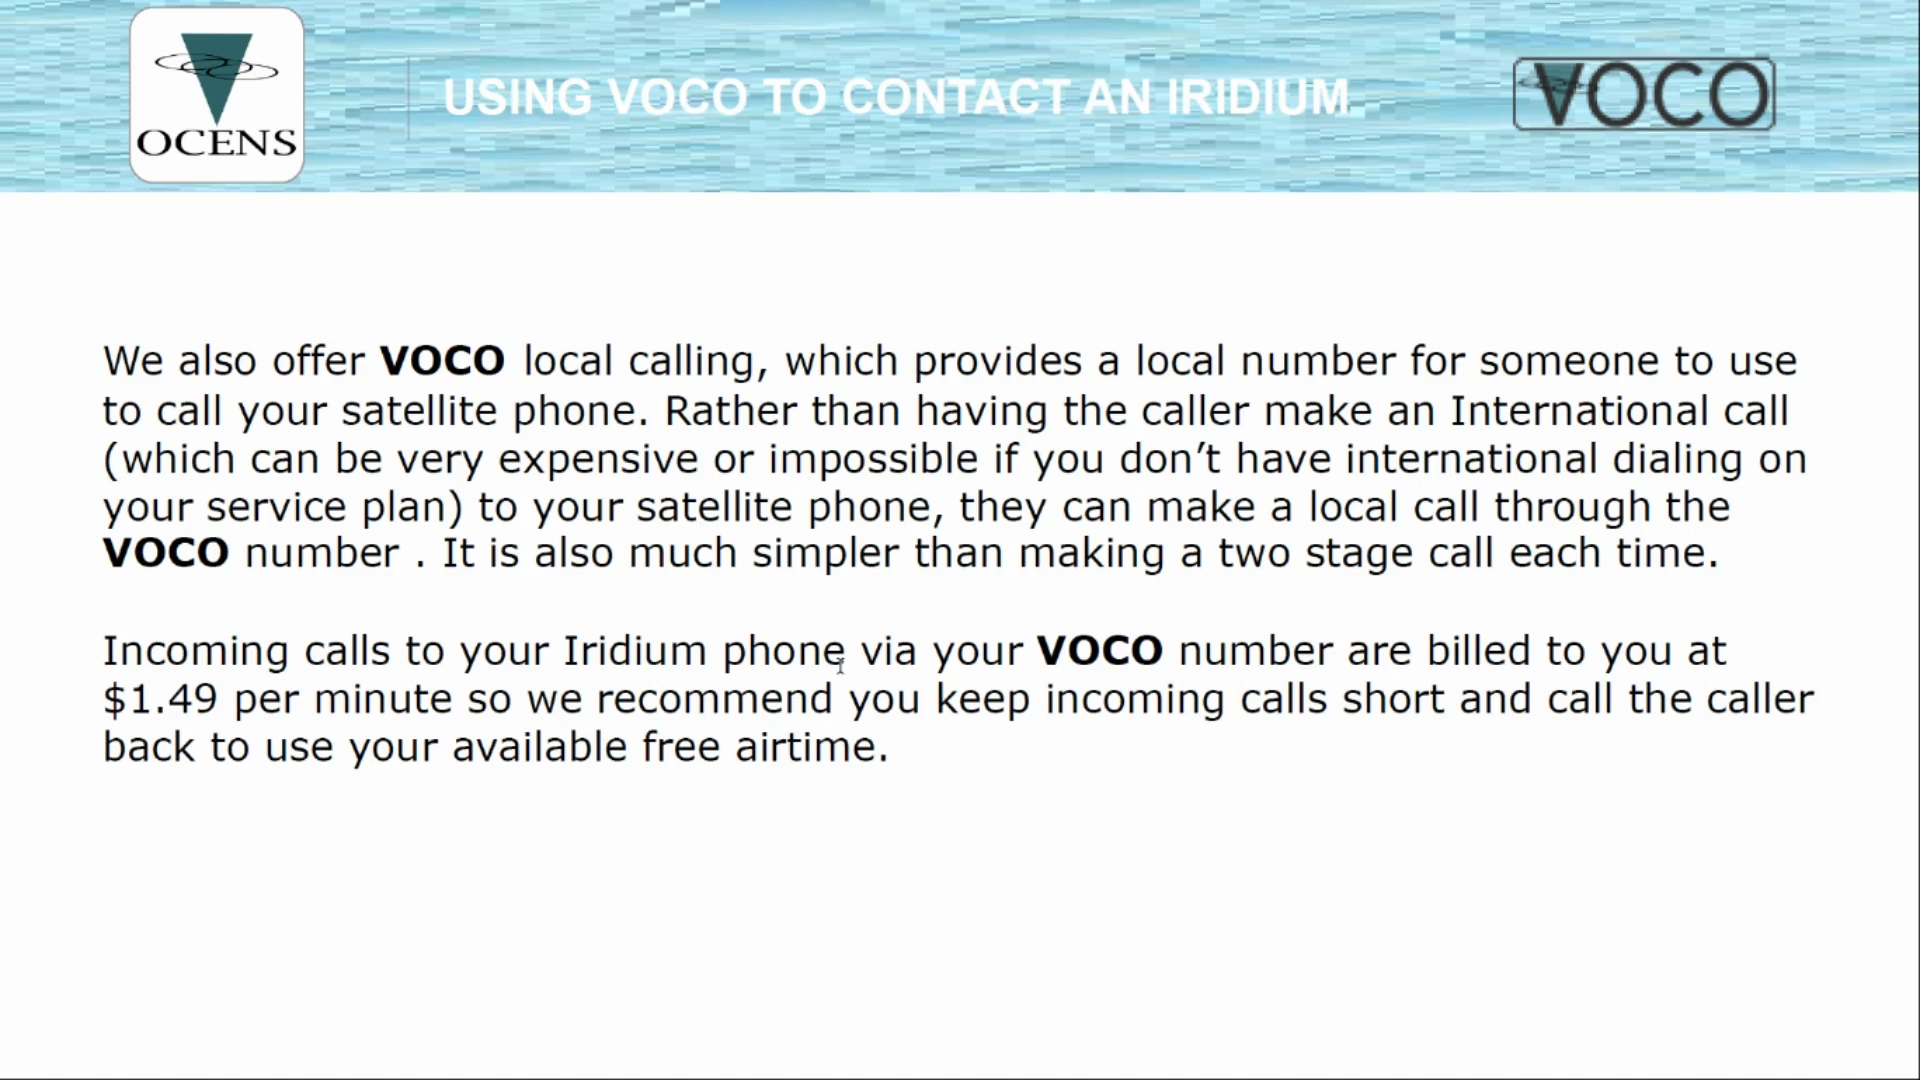 OCENS
USING VOCO TO CONTACT AN IRIDIUM
VOCO
We also offer VOCO local calling, which provides a local number for someone to use
to call your satellite phone. Rather than having the caller make an International call
(which can be very expensive or impossible if you don’t have international dialing on
your service plan) to your satellite phone, they can make a local call through the
VOCO number . It is also much simpler than making a two stage call each time.
Incoming calls to your Iridium phone via your VOCO number are billed to you at
$1.49 per minute so we recommend you keep incoming calls short and call the caller
back to use your available free airtime.